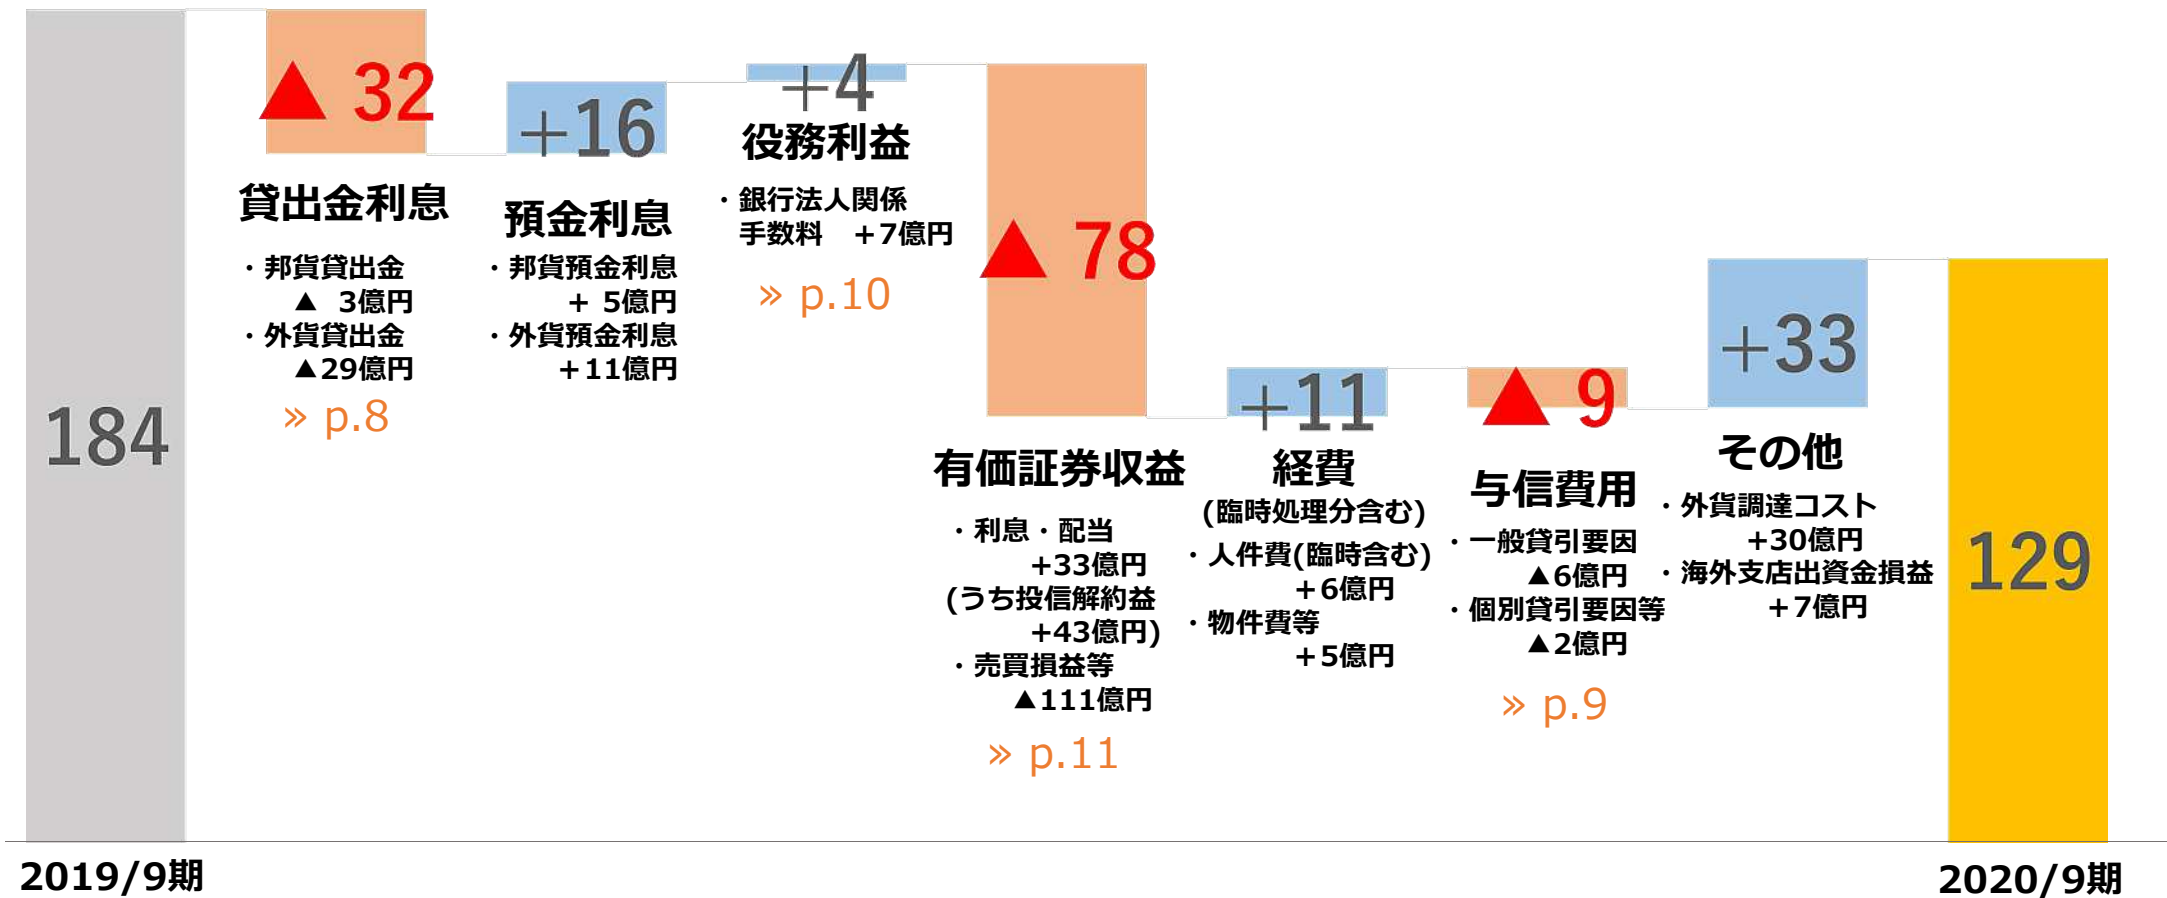 184
2019/9期
▲ 32
貸出金利息
・邦貨貸出金
▲ 3億円
・外貨貸出金
▲29億円
» p.8
+16
預金利息
・邦貨預金利息
+ 5億円
・外貨預金利息
+11億円
+4
役務利益
・銀行法人関係
手数料 +7億円
» p.10
▲ 78
有価証券収益
・利息・配当
+33億円
(うち投信解約益
+43億円)
・売買損益等
▲111億円
» p.11
+11
経費
(臨時処理分含む)
・人件費(臨時含む)
+6億円
・物件費等
+5億円
▲ 9
与信費用
・一般貸引要因
▲6億円
・個別貸引要因等
▲2億円
» p.9
+33
その他
・外貨調達コスト
+30億円
・海外支店出資金損益
+7億円
129
2020/9期